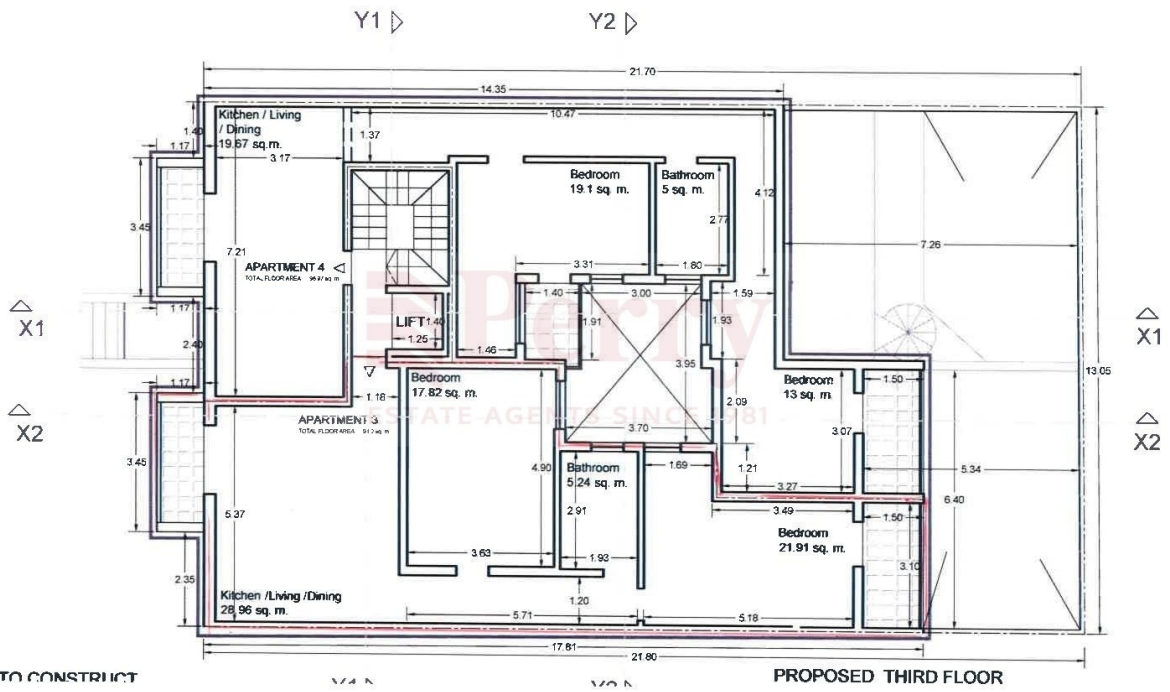 Y1
Y2
21.70
14.35
10.47
Kitchen / Living
/ Dining
19.67 sq.m.
1.40
1.17
3.17
1.37
Bedroom
19.1 sq. m.
Bathroom
5 sq. m.
4.12
2.77
3.45
7.21
7.26
APARTMENT 4
TOTAL FLOOR AREA
3.31
1.80
1.40
3.00
1.59
1.17
LIFT
1.40
1.25
1.91
1.93
Perry
X1
X1
2.40
1.46
3.95
13.05
1.17
Bedroom
17.82 sq. m.
Bedroom
13 sq. m.
1.50
1.18
2.09
ESTATE AGENTS SINCE 1981
X2
X2
APARTMENT 3
TOTAL FLOOR AREA
3.70
3.07
3.45
4.90
Bathroom
5.24 sq. m.
1.69
1.21
5.34
3.27
6.40
5.37
2.91
3.49
1.50
Bedroom
21.91 sq. m.
3.63
1.93
3.10
2.35
Kitchen /Living /Dining
28.96 sq. m.
1.20
5.71
5.18
17.81
21.80
TO CONSTRUCT
PROPOSED THIRD FLOOR